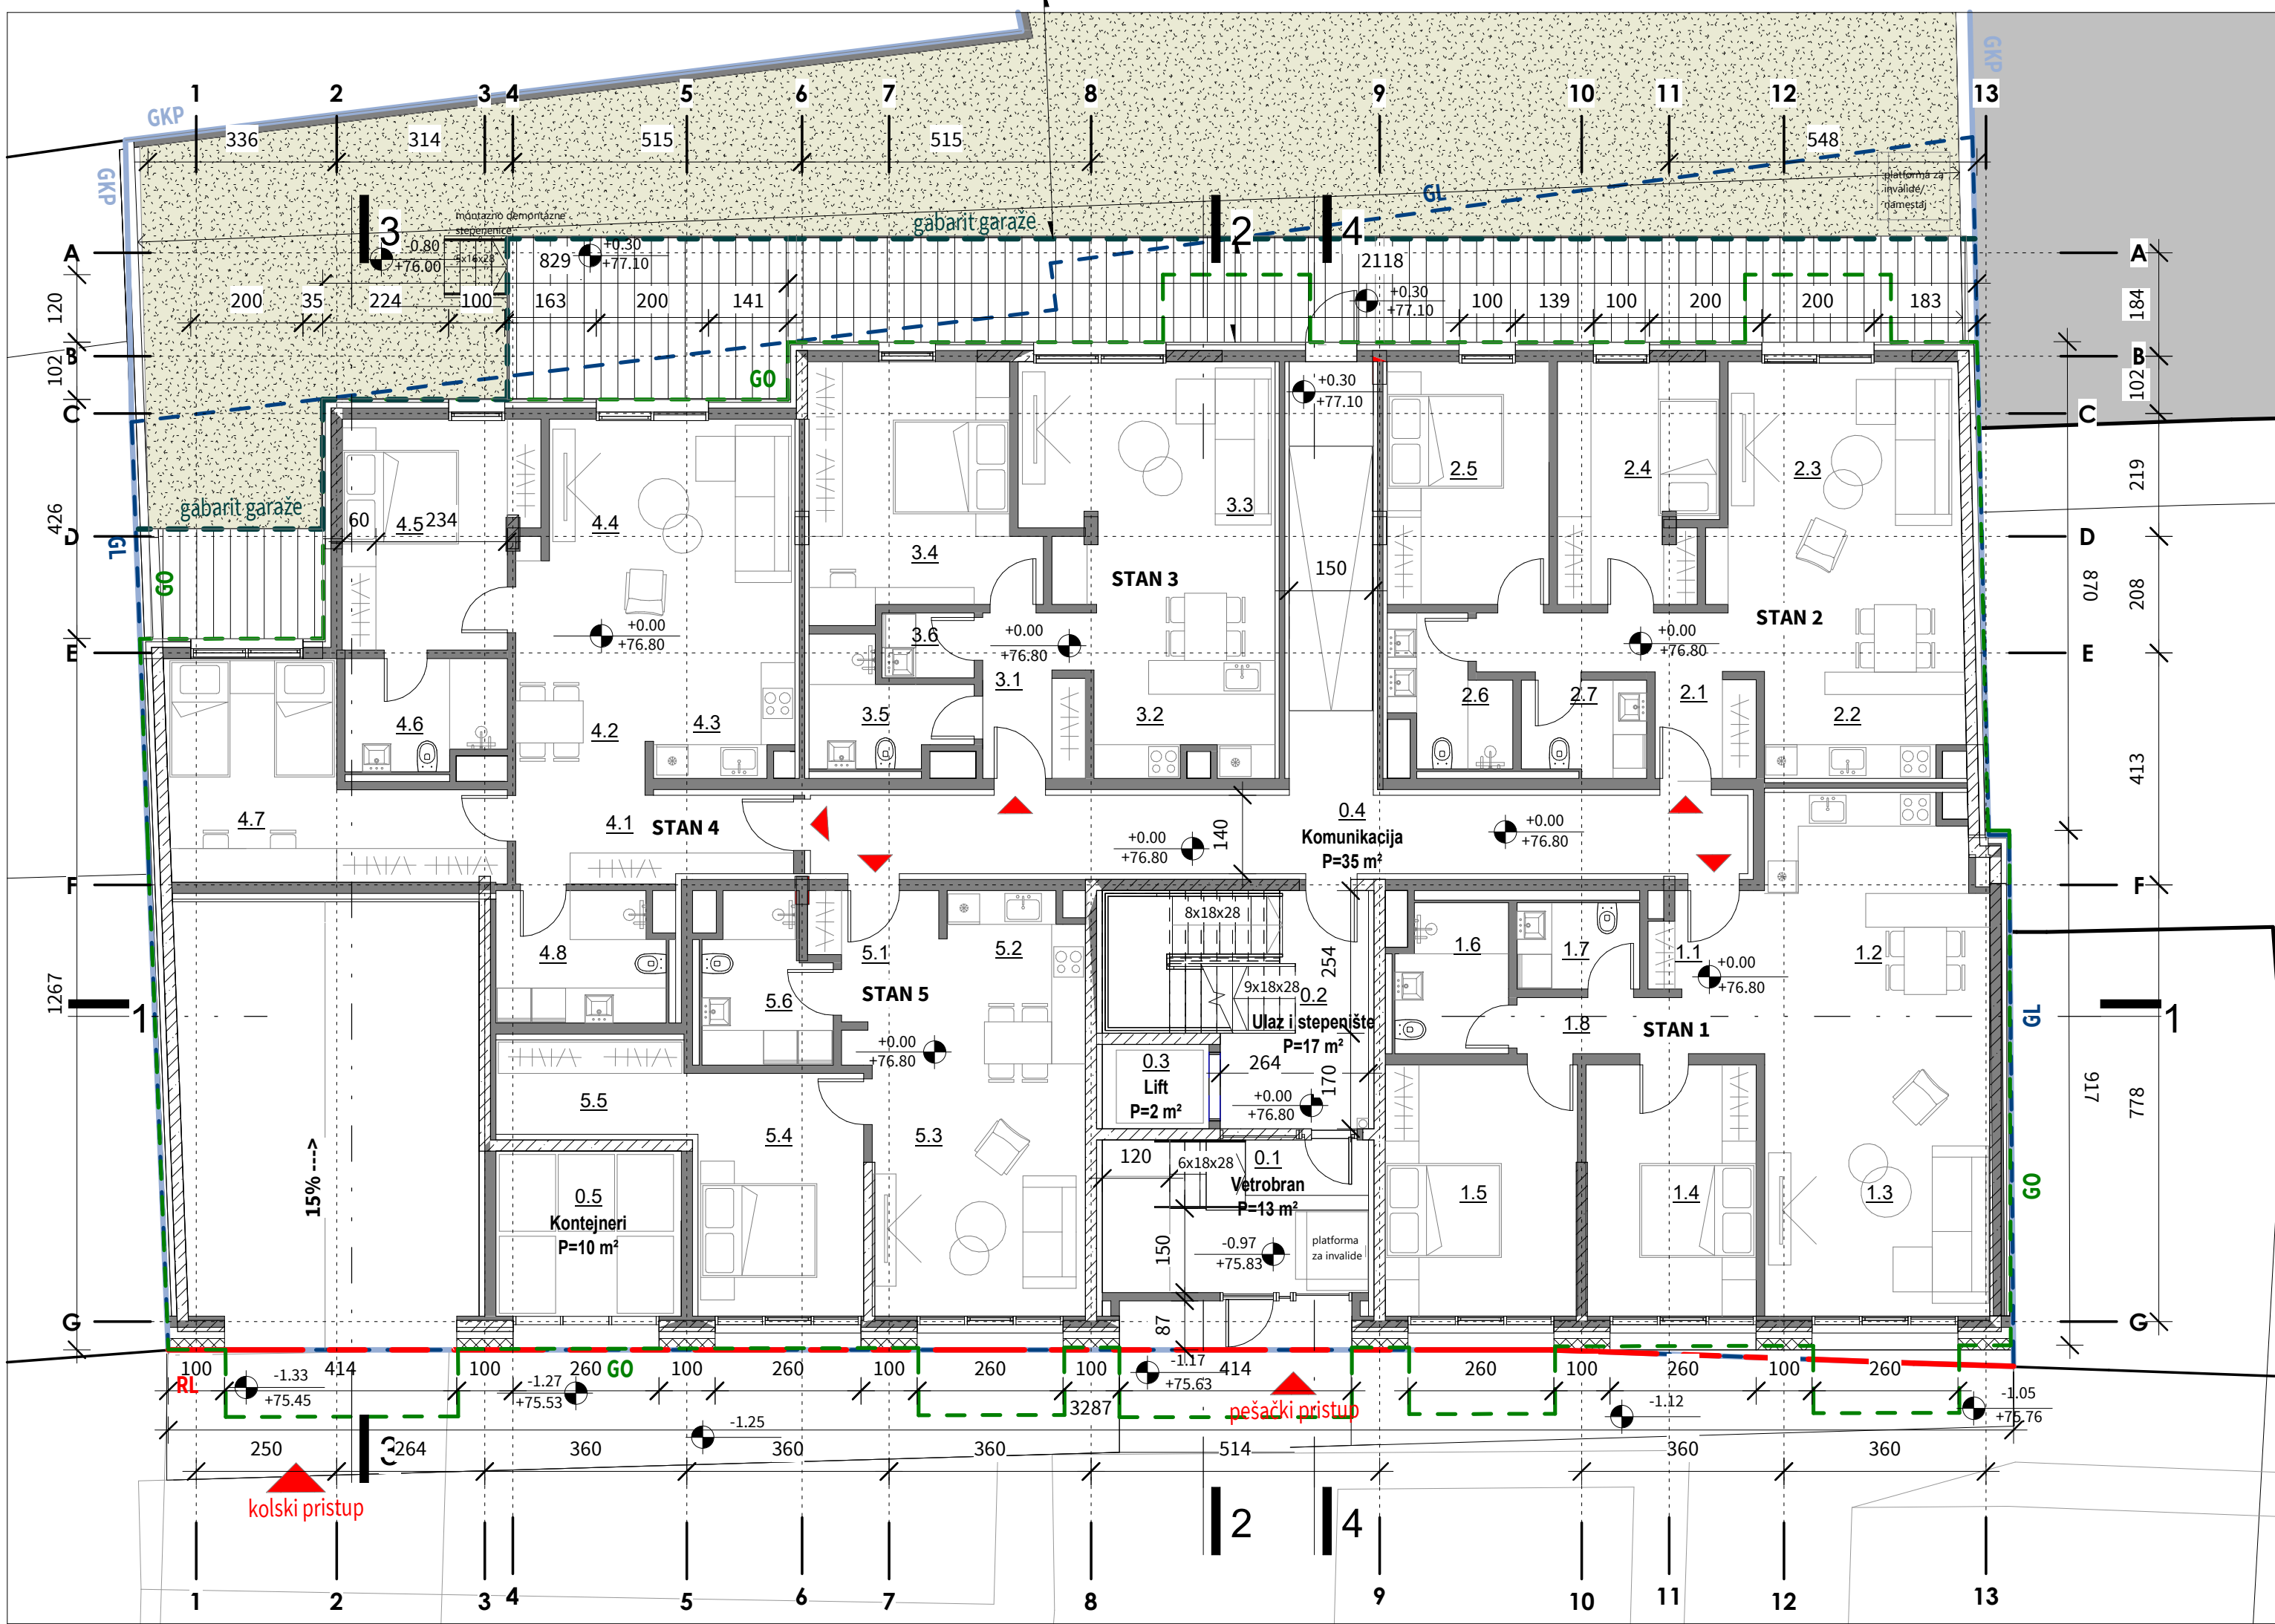 1 2 3 4 5 6 7 8 9 10 11 12 13
GKP
GKP
GKP
336 314 515 515 548
GL
platforma za
invalide/
namestaj
montazno demontazne
stepenenice
gabarit garaže
3 2 4
A -0.80 +0.30 A
+76.00 9x16x28 829 +77.10 2118
+0.30
+77.10
120 200 35 224 100 163 200 141 100 139 100 200 200 183 184
B B
102 GO +0.30 102
+77.10
C C
219
2.5 2.4 2.3
gabarit garaže 3.3
426 60 4.5 234 4.4
D D
GL 3.4
STAN 3 150
GO 870 208
STAN 2
+0.00 3.6 +0.00 +0.00
+76.80 +76.80 +76.80
E E
3.1
4.6 4.2 4.3 3.5 3.2 2.6 2.7 2.1 2.2
413
4.7 4.1 STAN 4 0.4
Komunikacija
P=35 m²
+0.00
+76.80
140
+0.00
+76.80
F F
8x18x28
4.8 5.1 5.2 254 1.6 1.7 1.1 1.2
+0.00
+76.80
STAN 5
1267 5.6 9x18x28 0.2
Ulaz i stepenište
P=17 m²
1 1.8 STAN 1 GL 1
+0.00
+76.80
0.3
Lift
P=2 m²
264 170
+0.00
+76.80
917 778
5.5 5.4 5.3
15% --->
120 6x18x28 0.1
Vetrobran
P=13 m²
0.5
Kontejneri
P=10 m²
1.5 1.4 1.3 GO
150 -0.97
+75.83
platforma
za invalide
G 87 G
100 414 100 260 GO 100 260 100 260 100 414 260 100 260 100 260
RL -1.33
+75.45
-1.27
+75.53
-1.17
+75.63
-1.12
-1.05
+75.76
3287 pešački pristup
-1.25
250 3 264 360 360 360 514 360 360
kolski pristup
2 4
1 2 3 4 5 6 7 8 9 10 11 12 13